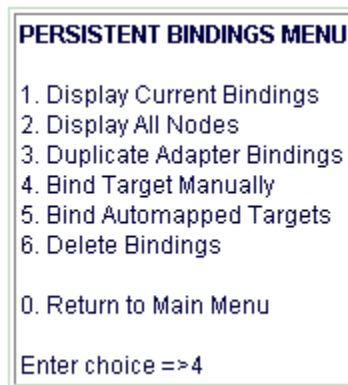 PERSISTENT BINDINGS MENU
1. Display Current Bindings
2. Display All Nodes
3. Duplicate Adapter Bindings
4. Bind Target Manually
5. Bind Automapped Targets
6. Delete Bindings
0. Return to Main Menu
Enter choice =>4